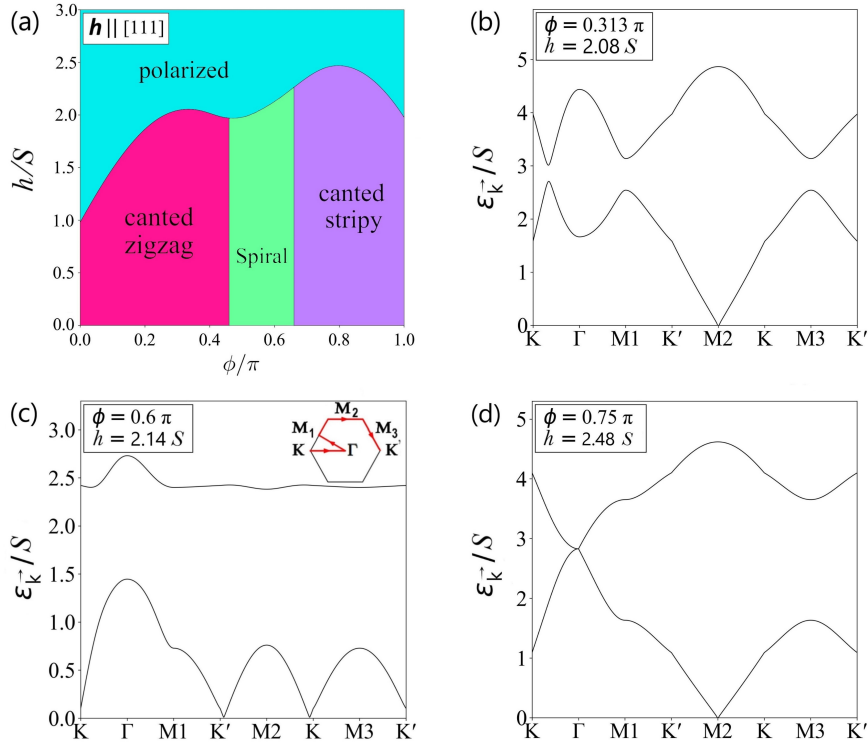 (a)
3.0
2.5
2.0
1.5
1.0
0.5
0.0
h/S
h || [111]
polarized
canted
zigzag
Spiral
canted
stripy
0.0 0.2 0.4 0.6 0.8 1.0
ϕ/π
(b)
ϕ = 0.313 π
h = 2.08 S
5
4
3
2
1
0
ε_k⃗/S
K Γ M1 K′ M2 K M3 K′
(c)
ϕ = 0.6 π
h = 2.14 S
3.0
2.5
2.0
1.5
1.0
0.5
0.0
ε_k⃗/S
M₂
M₁ M₃
K Γ K′
K Γ M1 K′ M2 K M3 K′
(d)
ϕ = 0.75 π
h = 2.48 S
5
4
3
2
1
0
ε_k⃗/S
K Γ M1 K′ M2 K M3 K′